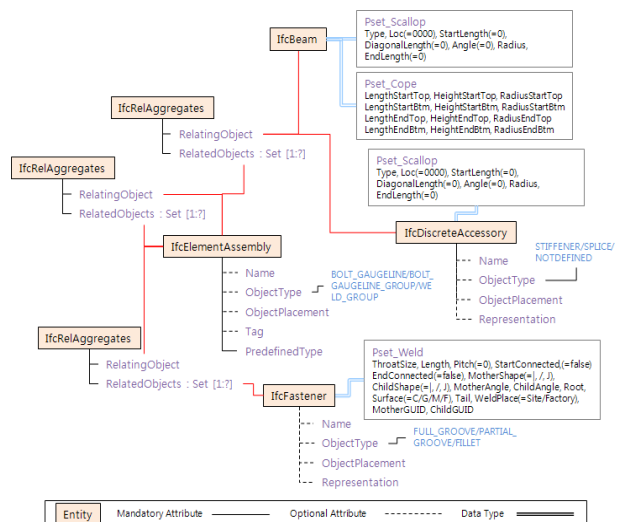 IfcBeam
Pset_Scallop
Type, Loc(=0000), StartLength(=0),
DiagonalLength(=0), Angle(=0), Radius,
EndLength(=0)
Pset_Cope
LengthStartTop, HeightStartTop, RadiusStartTop
LengthStartBtm, HeightStartBtm, RadiusStartBtm
LengthEndTop, HeightEndTop, RadiusEndTop
LengthEndBtm, HeightEndBtm, RadiusEndBtm
IfcRelAggregates
RelatingObject
RelatedObjects : Set [1:?]
Pset_Scallop
Type, Loc(=0000), StartLength(=0),
DiagonalLength(=0), Angle(=0), Radius,
EndLength(=0)
IfcRelAggregates
RelatingObject
RelatedObjects : Set [1:?]
IfcDiscreteAccessory
Name
ObjectType
ObjectPlacement
Representation
STIFFENER/SPLICE/
NOTDEFINED
IfcElementAssembly
Name
ObjectType
ObjectPlacement
Tag
PredefinedType
BOLT_GAUGELINE/BOLT_
GAUGELINE_GROUP/WE
LD_GROUP
IfcRelAggregates
RelatingObject
RelatedObjects : Set [1:?]
Pset_Weld
ThroatSize, Length, Pitch(=0), StartConnected,(=false)
EndConnected(=false), MotherShape(=|, /, J),
ChildShape(=|, /, J), MotherAngle, ChildAngle, Root,
Surface(=C/G/M/F), Tail, WeldPlace(=Site/Factory),
MotherGUID, ChildGUID
IfcFastener
Name
ObjectType
ObjectPlacement
Representation
FULL_GROOVE/PARTIAL_
GROOVE/FILLET
Entity Mandatory Attribute Optional Attribute Data Type